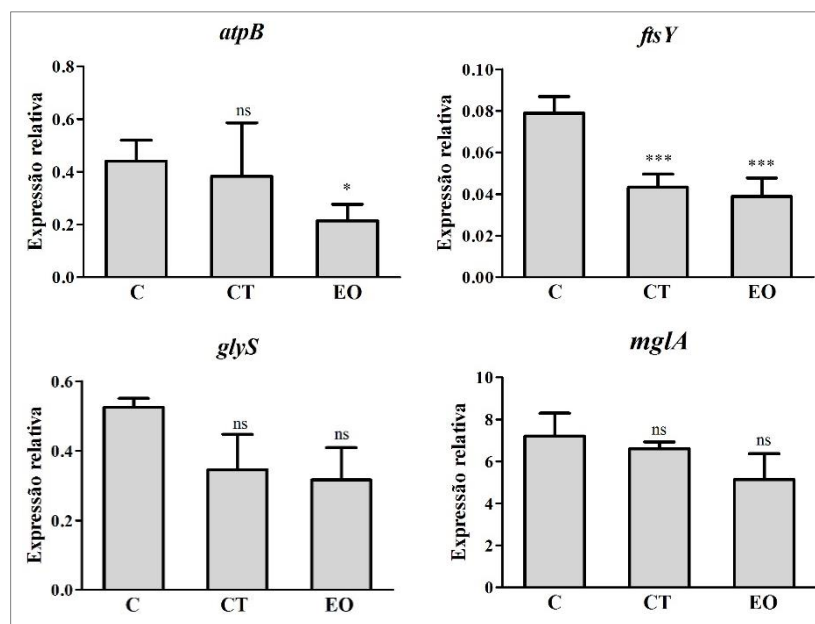 atpB
Expressão relativa
0.8
0.6
0.4
0.2
0.0
ns
*
C CT EO
ftsY
Expressão relativa
0.10
0.08
0.06
0.04
0.02
0.00
***
***
C CT EO
glyS
Expressão relativa
0.6
0.4
0.2
0.0
ns
ns
C CT EO
mglA
Expressão relativa
10
8
6
4
2
0
ns
ns
C CT EO